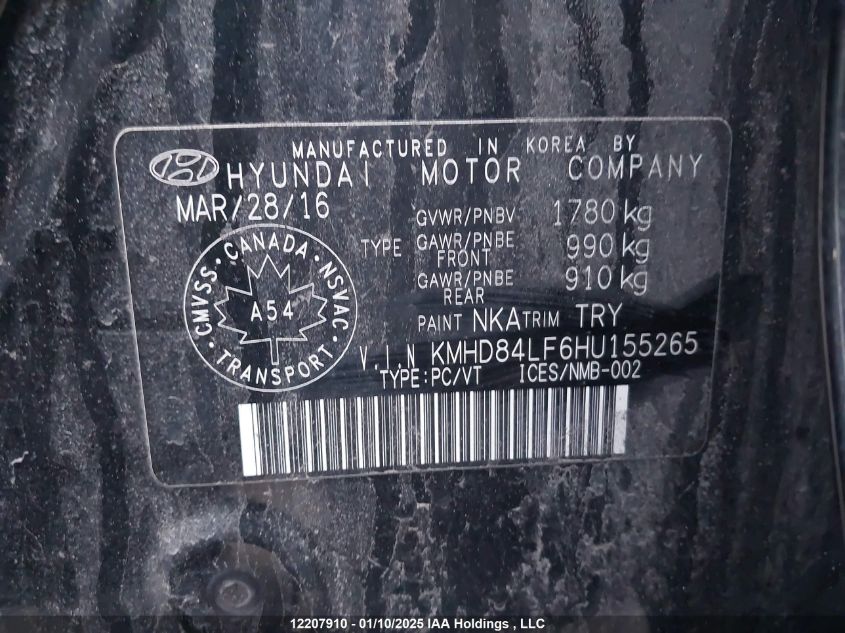 MANUFACTURED IN KOREA BY
HYUNDAI MOTOR COMPANY
MAR/28/16
GVWR/PNBV 1780 kg
TYPE GAWR/PNBE FRONT 990 kg
GAWR/PNBE REAR 910 kg
CMVSS · CANADA · NSVAC · TRANSPORT ·
A54
PAINT NKA TRIM TRY
V.I.N KMHD84LF6HU155265
TYPE:PC/VT ICES/NMB-002
12207910 - 01/10/2025 IAA Holdings , LLC